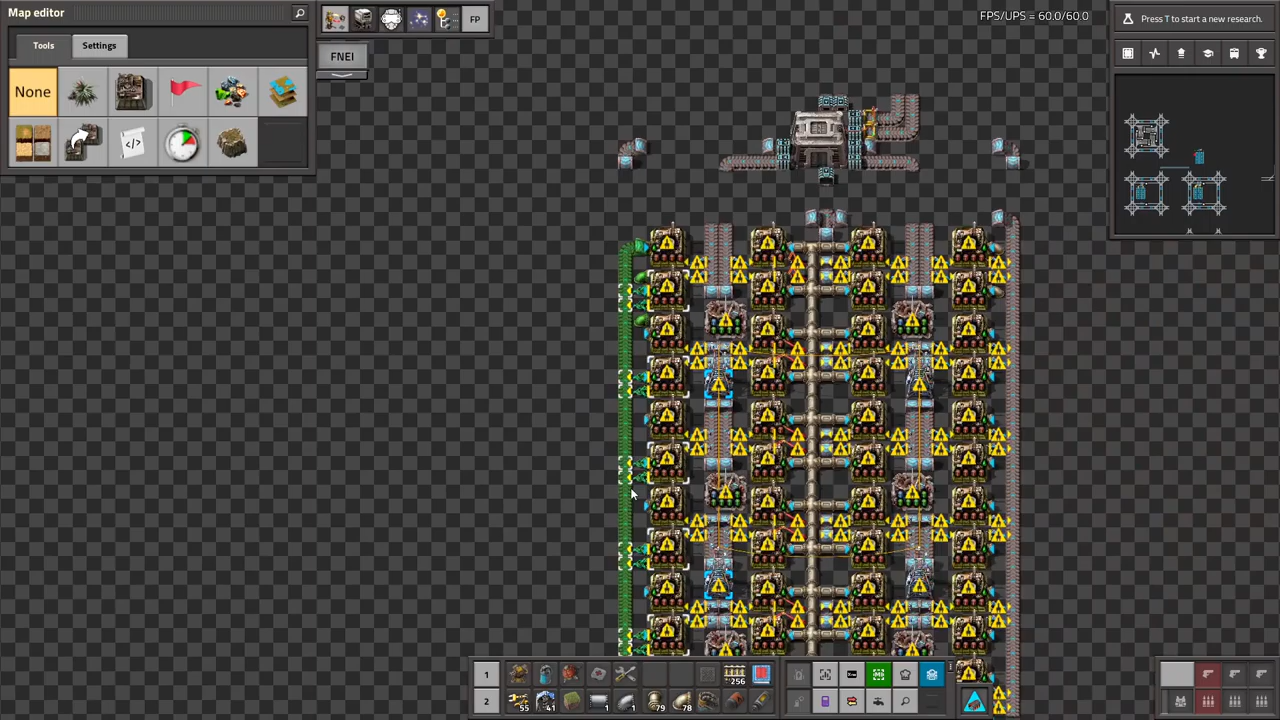 Map editor
FP
FPS/UPS = 60.0/60.0
Press T to start a new research.
Tools
Settings
FNEI
None
</>
1
256
2
55
41
1
1
79
78